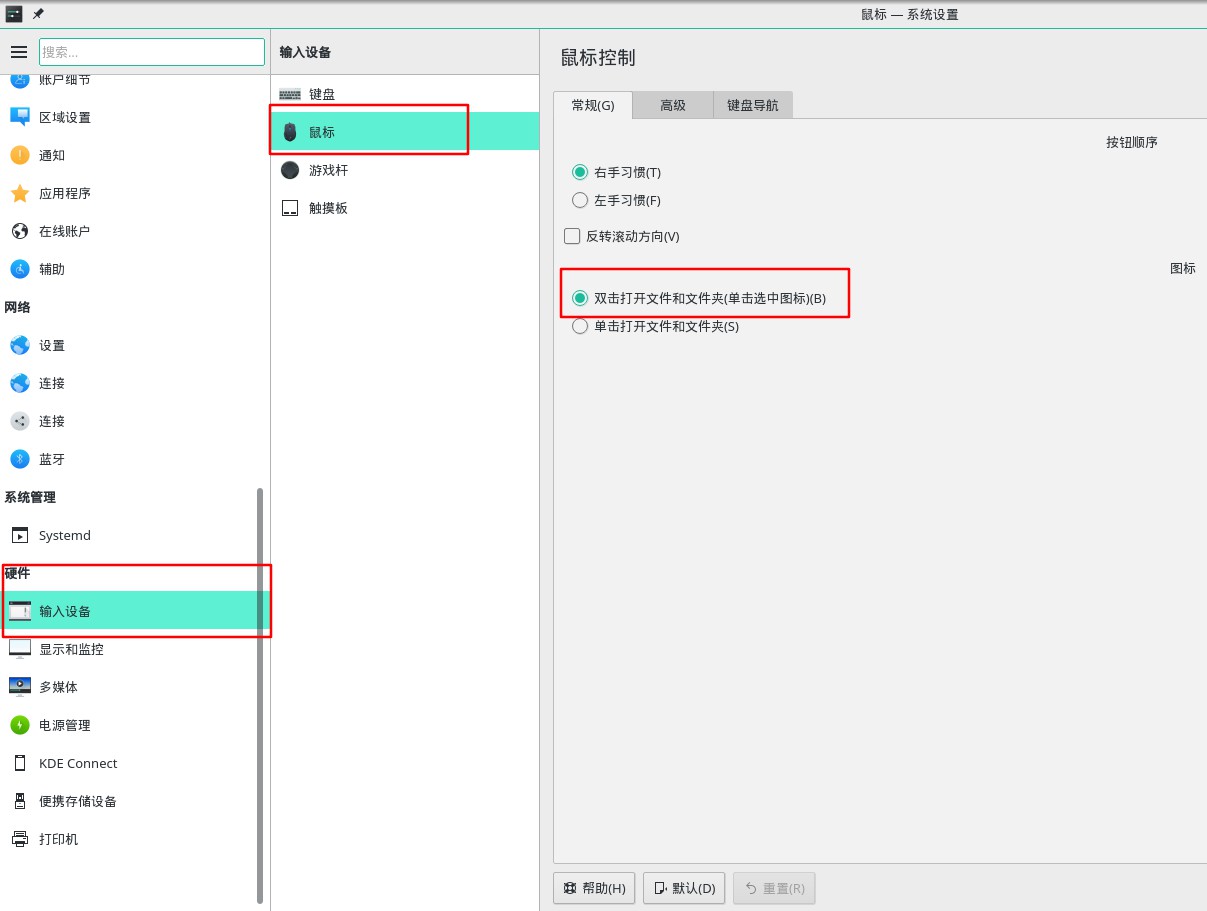 鼠标 — 系统设置
搜索...
账户细节
区域设置
通知
应用程序
在线账户
辅助
网络
设置
连接
连接
蓝牙
系统管理
Systemd
硬件
输入设备
显示和监控
多媒体
电源管理
KDE Connect
便携存储设备
打印机
输入设备
键盘
鼠标
游戏杆
触摸板
鼠标控制
常规(G) 高级 键盘导航
按钮顺序
右手习惯(T)
左手习惯(F)
反转滚动方向(V)
图标
双击打开文件和文件夹(单击选中图标)(B)
单击打开文件和文件夹(S)
帮助(H) 默认(D) 重置(R)